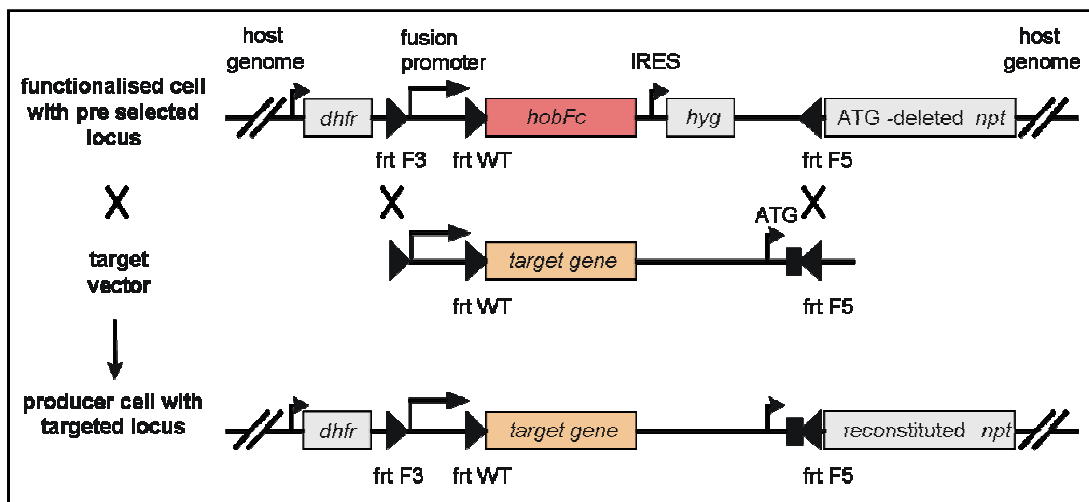 host
genome
fusion
promoter
IRES
host
genome
functionalised cell
with pre selected
locus
dhfr
hobFc
hyg
ATG -deleted npt
frt F3
frt WT
frt F5
X
X
X
ATG
target
vector
target gene
frt WT
frt F5
producer cell with
targeted locus
dhfr
target gene
reconstituted npt
frt F3
frt WT
frt F5